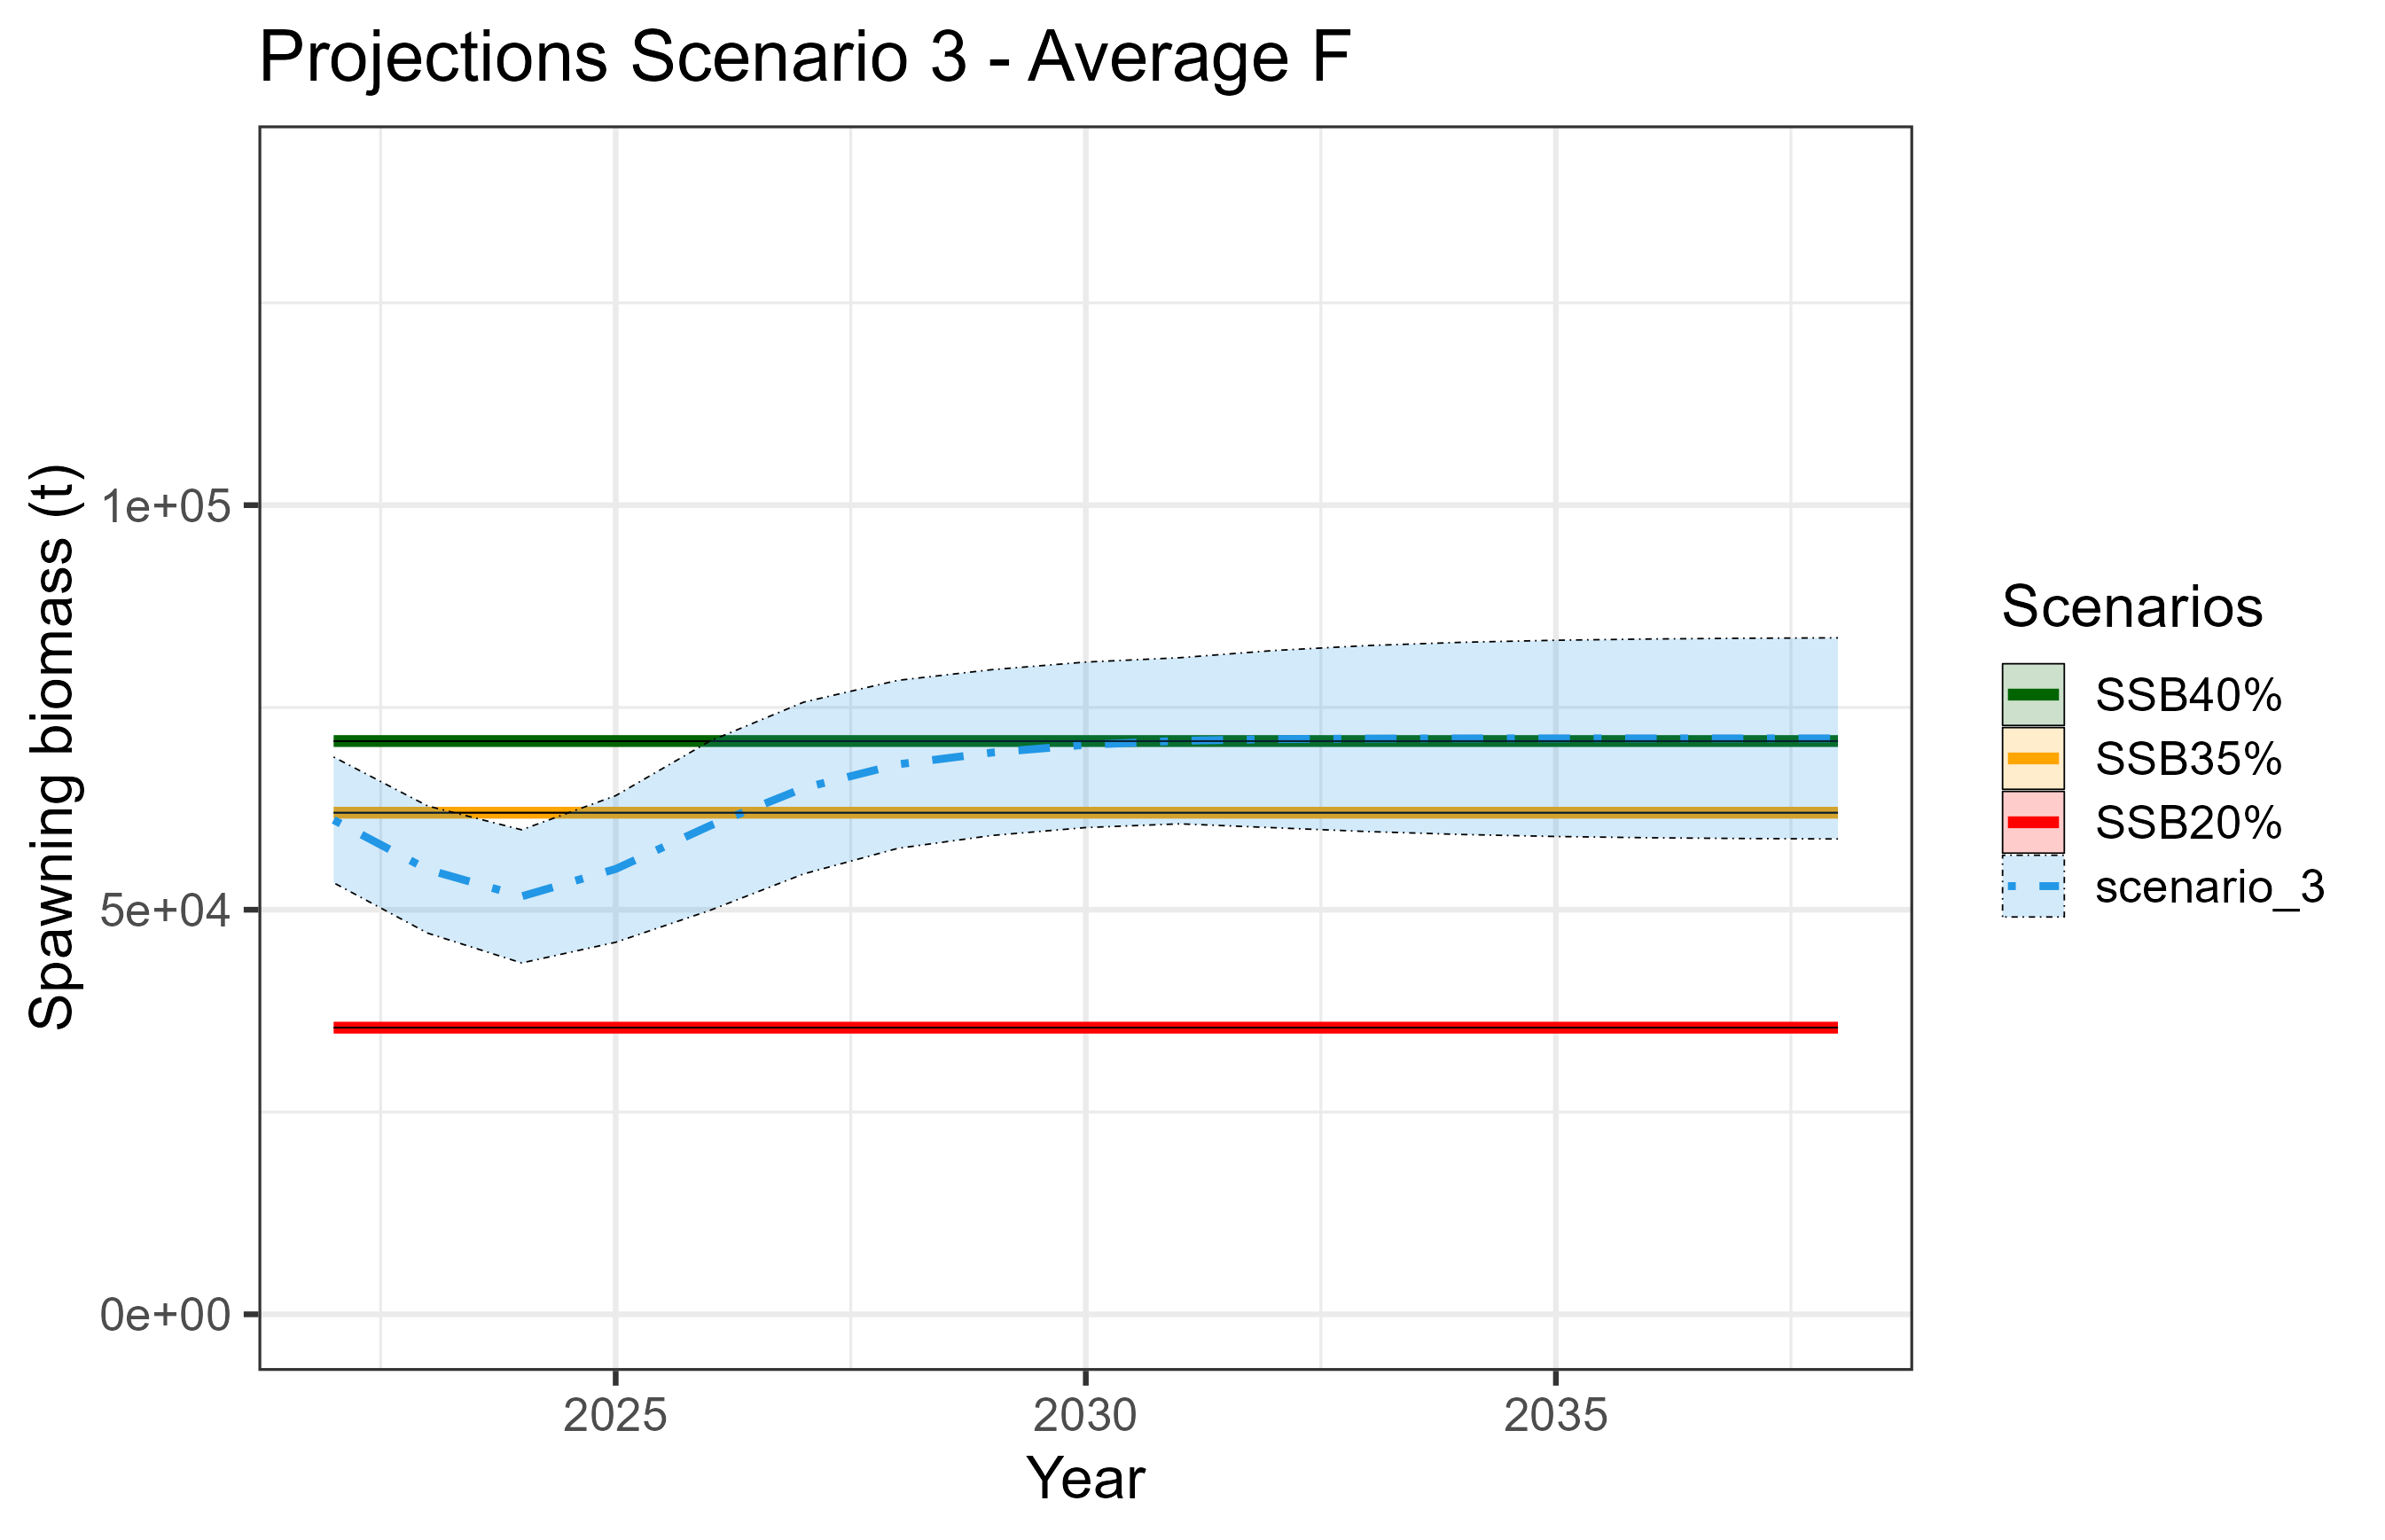 Projections Scenario 3 - Average F
Spawning biomass (t)
1e+05
5e+04
0e+00
2025
2030
2035
Year
Scenarios
SSB40%
SSB35%
SSB20%
scenario_3